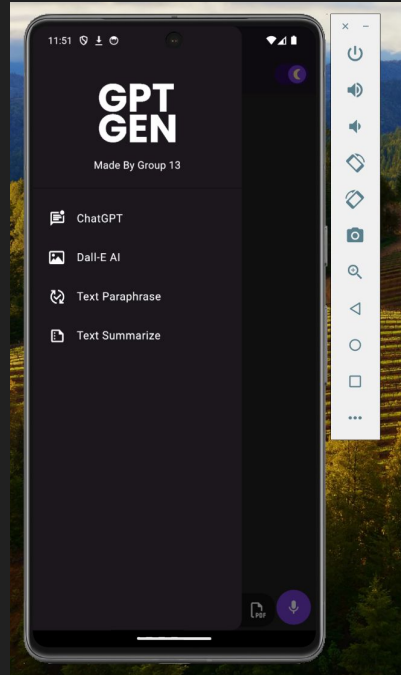 11:51
GPT
GEN
Made By Group 13
ChatGPT
Dall-E AI
Text Paraphrase
Text Summarize
PDF